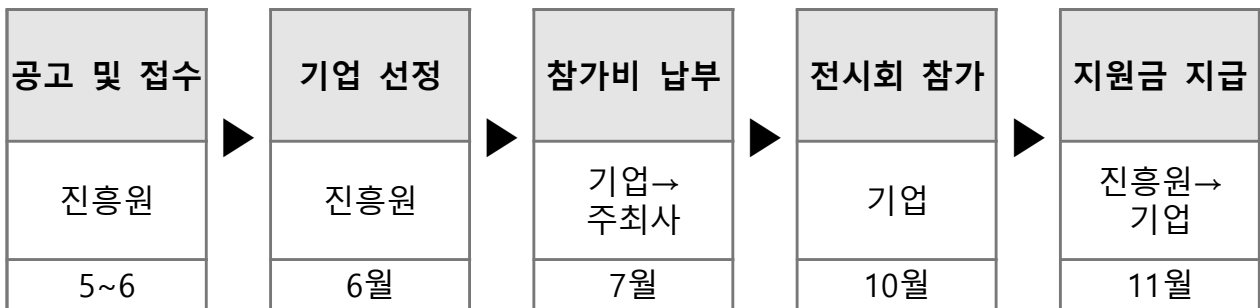 공고 및 접수
기업 선정
참가비 납부
전시회 참가
지원금 지급
진흥원
진흥원
기업→
주최사
기업
진흥원→
기업
5~6
6월
7월
10월
11월